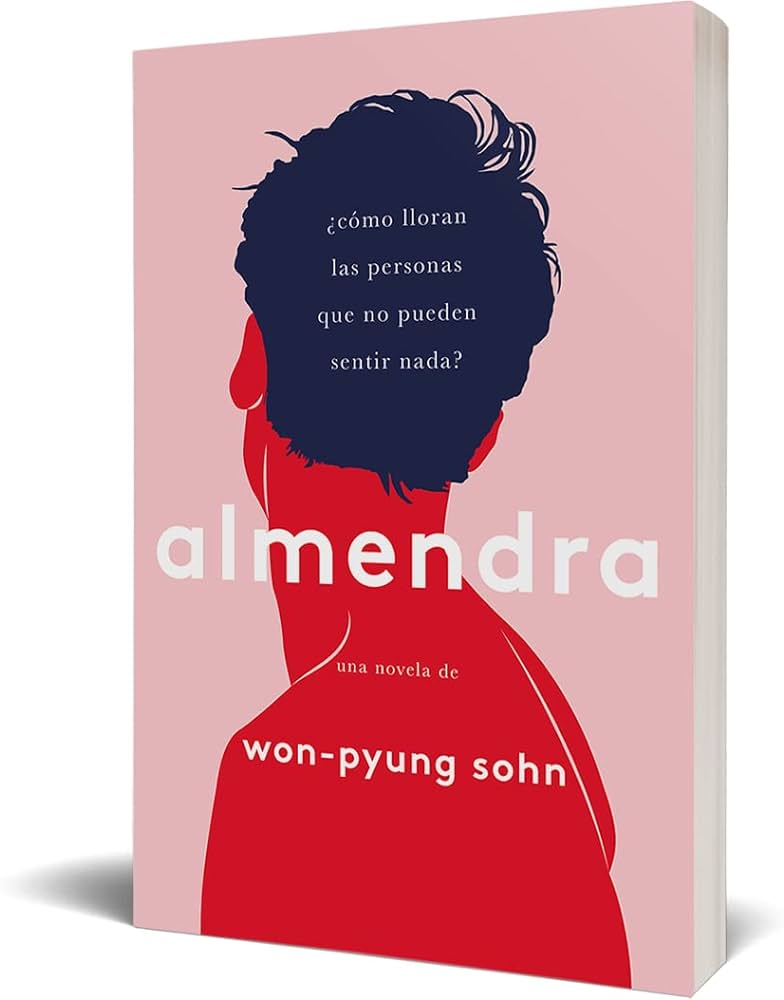 ¿cómo lloran
las personas
que no pueden
sentir nada?
almendra
una novela de
won-pyung sohn